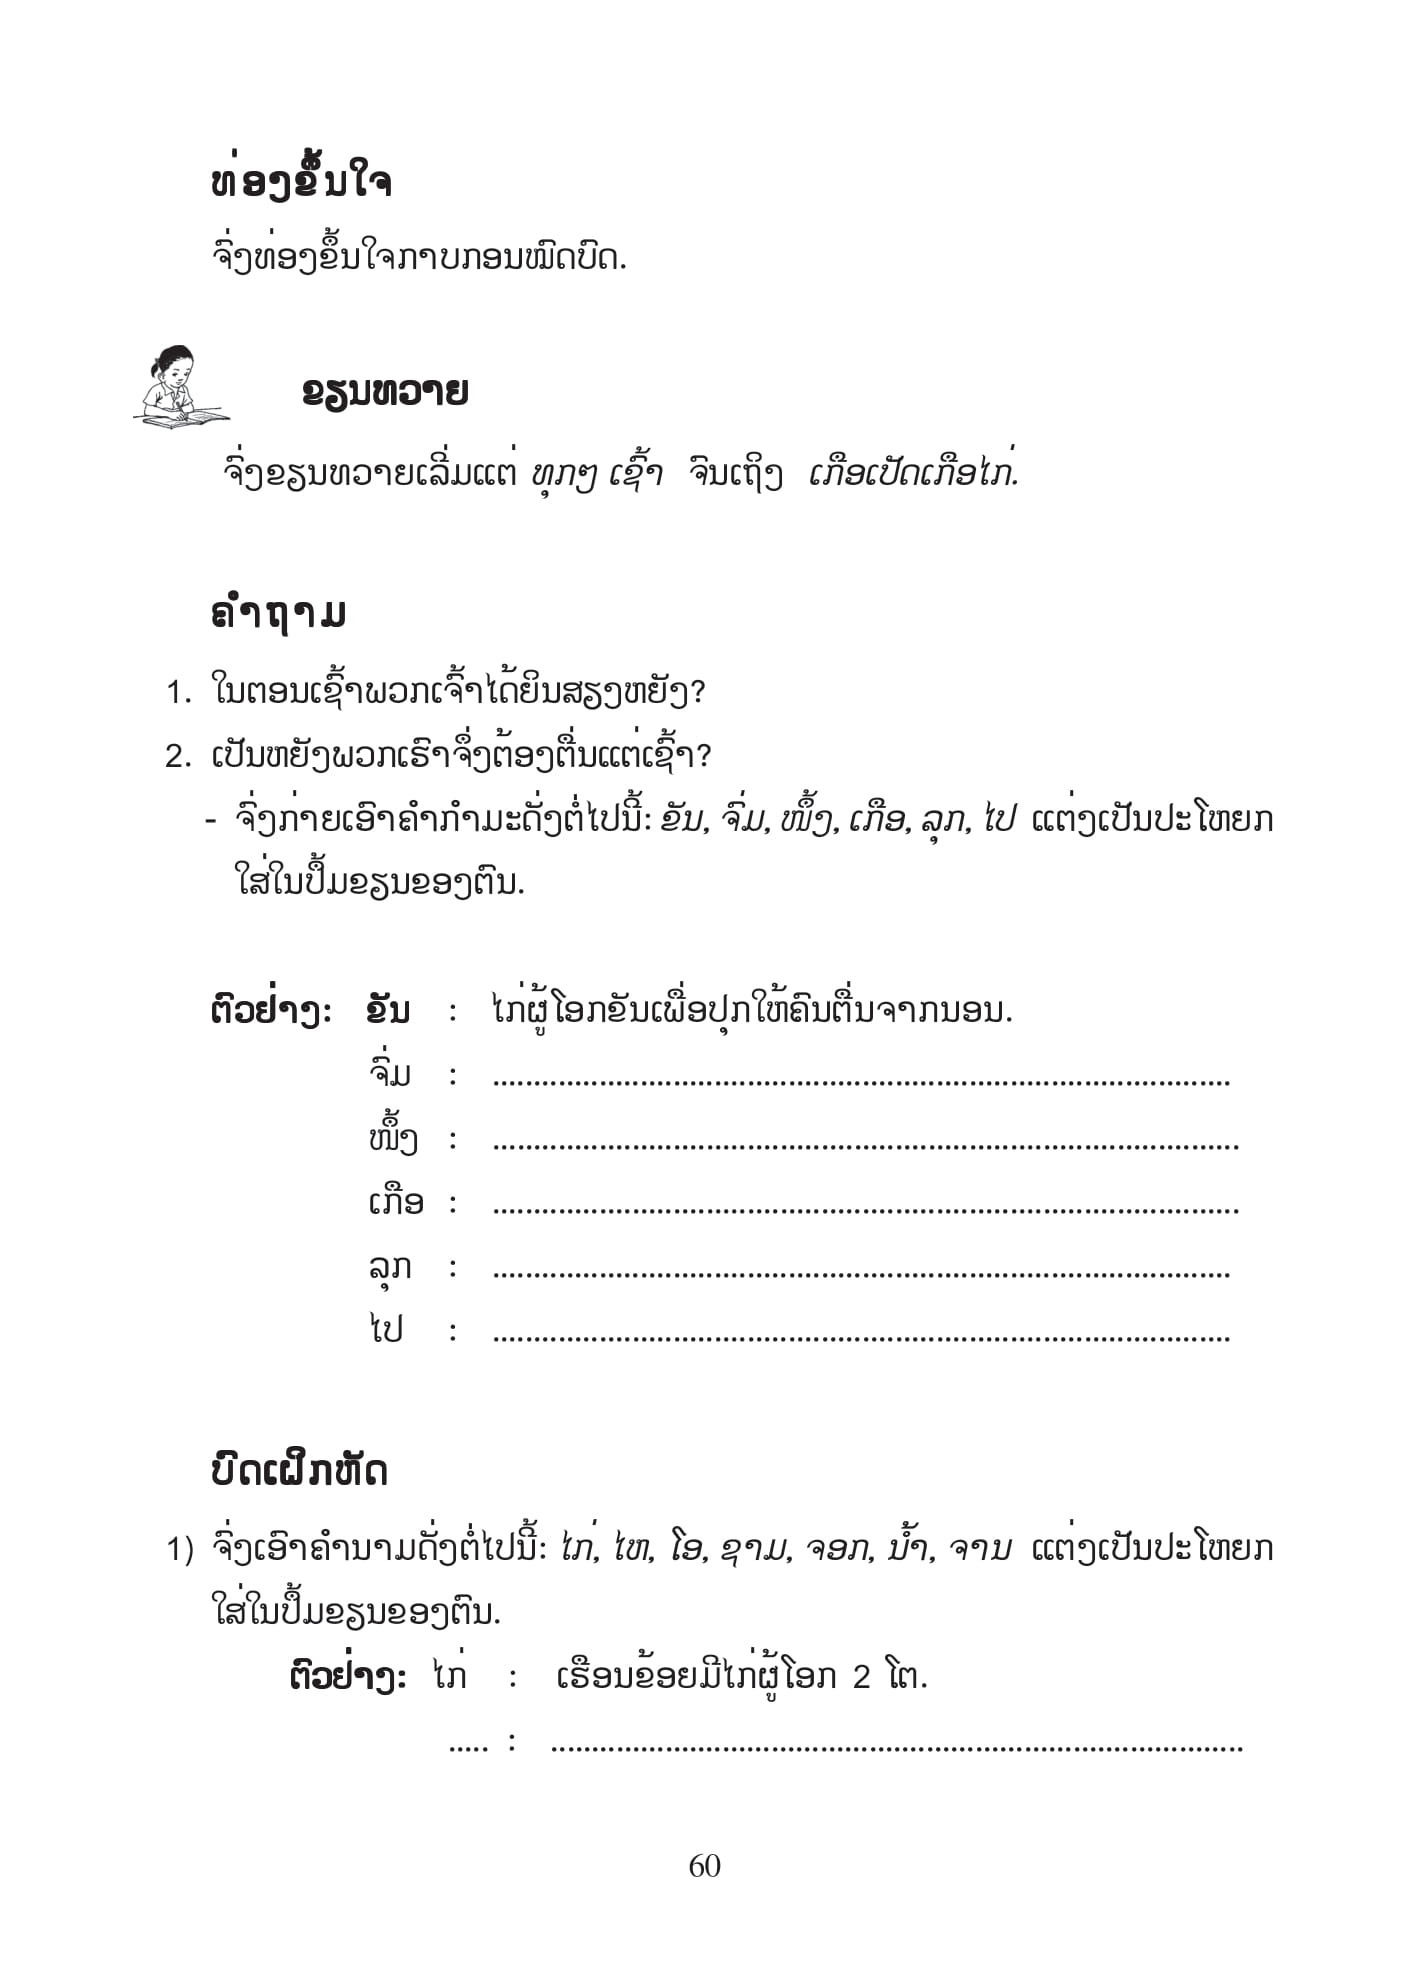 ທ່ອງຂຶ້ນໃຈ
ຈົ່ງທ່ອງຂຶ້ນໃຈກາບກອນໝົດບົດ.
ຂຽນທວາຍ
ຈົ່ງຂຽນທວາຍເລີ່ມແຕ່ ທຸກໆ ເຊົ້າ ຈົນເຖິງ ເກືອເປັດເກືອໄກ່.
ຄຳຖາມ
1. ໃນຕອນເຊົ້າພວກເຈົ້າໄດ້ຍິນສຽງຫຍັງ?
2. ເປັນຫຍັງພວກເຮົາຈຶ່ງຕ້ອງຕື່ນແຕ່ເຊົ້າ?
- ຈົ່ງກ່າຍເອົາຄຳກຳມະດັ່ງຕໍ່ໄປນີ້: ຂັນ, ຈົ່ມ, ໜຶ້ງ, ເກືອ, ລຸກ, ໄປ ແຕ່ງເປັນປະໂຫຍກ
ໃສ່ໃນປຶ້ມຂຽນຂອງຕົນ.
ຕົວຢ່າງ: ຂັນ : ໄກ່ຜູ້ໂອກຂັນເພື່ອປຸກໃຫ້ຄົນຕື່ນຈາກນອນ.
ຈົ່ມ : ..........................................................................................
ໜຶ້ງ : ...........................................................................................
ເກືອ : ...........................................................................................
ລຸກ : ..........................................................................................
ໄປ : ..........................................................................................
ບົດເຝິກຫັດ
1) ຈົ່ງເອົາຄຳນາມດັ່ງຕໍ່ໄປນີ້: ໄກ່, ໄຫ, ໂອ, ຊາມ, ຈອກ, ນ້ຳ, ຈານ ແຕ່ງເປັນປະໂຫຍກ
ໃສ່ໃນປຶ້ມຂຽນຂອງຕົນ.
ຕົວຢ່າງ: ໄກ່ : ເຮືອນຂ້ອຍມີໄກ່ຜູ້ໂອກ 2 ໂຕ.
..... : ....................................................................................
60